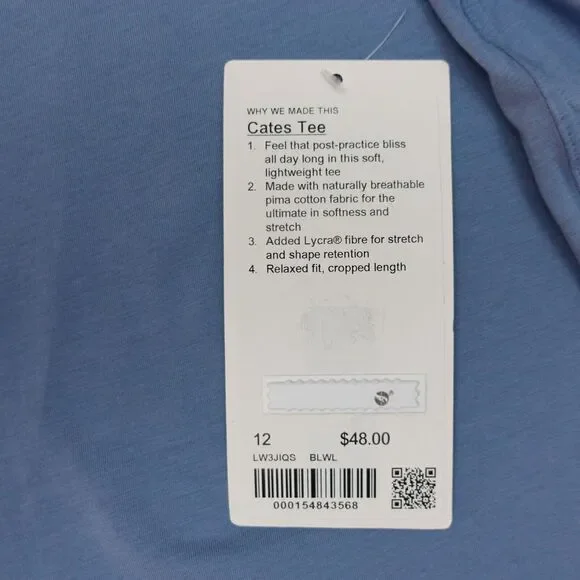 WHY WE MADE THIS
Cates Tee
1. Feel that post-practice bliss
all day long in this soft,
lightweight tee
2. Made with naturally breathable
pima cotton fabric for the
ultimate in softness and
stretch
3. Added Lycra® fibre for stretch
and shape retention
4. Relaxed fit, cropped length
12 $48.00
LW3JIQS BLWL
000154843568